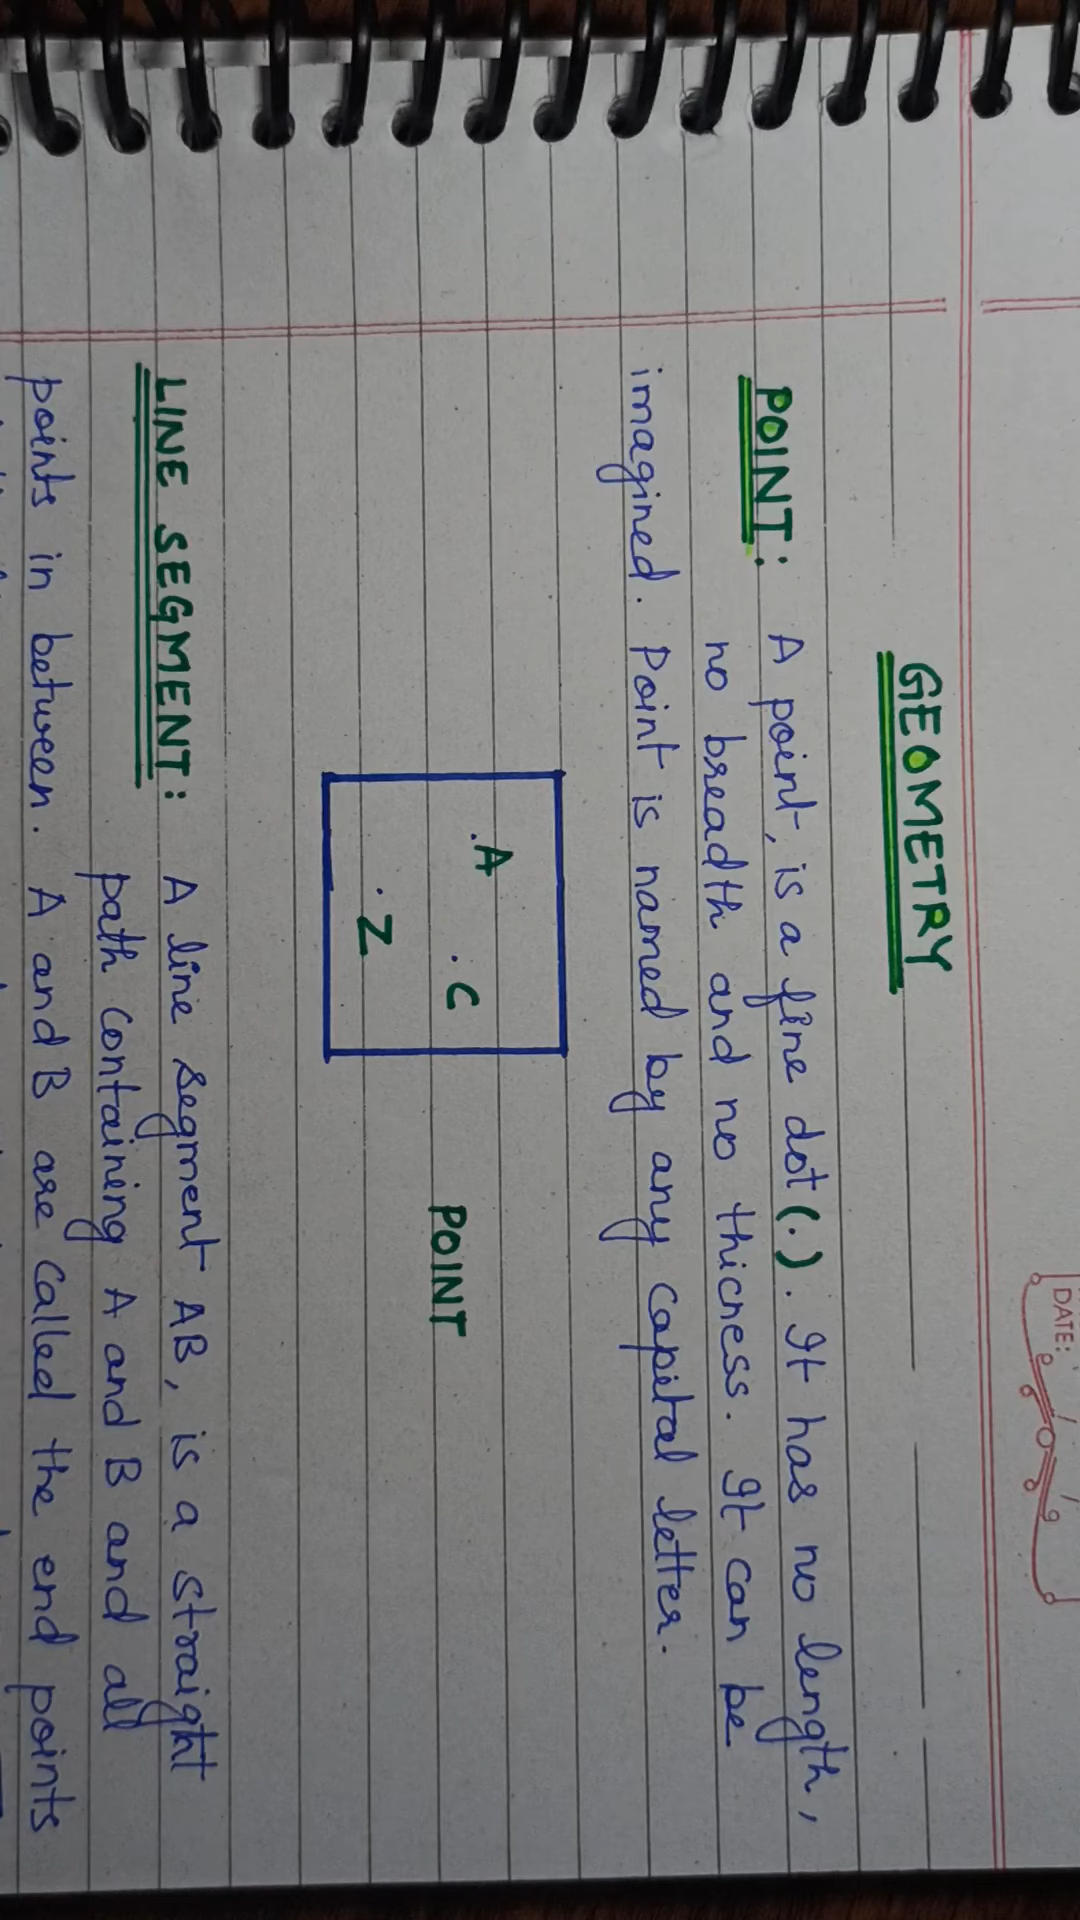 DATE:
GEOMETRY
POINT: A point, is a fine dot (.). It has no length,
no breadth and no thicness. It can be
imagined. Point is named by any capital letter.
.A
.C
.Z
POINT
LINE SEGMENT: A line segment AB, is a straight
path containing A and B and all
points in between. A and B are called the end points